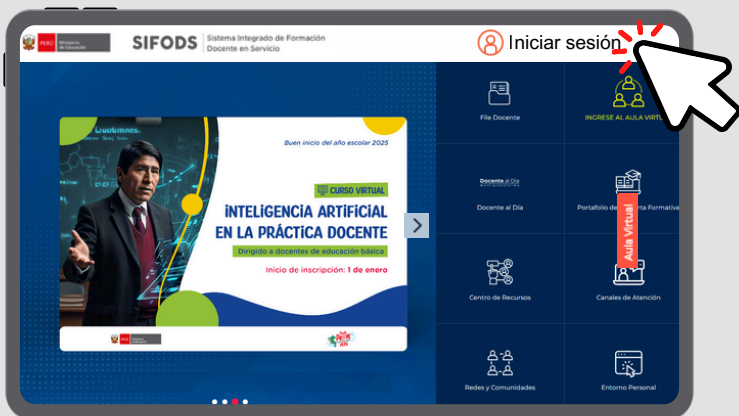 PERÚ
Ministerio
de Educación
SIFODS
Sistema Integrado de Formación
Docente en Servicio
Iniciar sesión
Buen inicio del año escolar 2025
CURSO VIRTUAL
iNTELiGENCiA ARTiFiCiAL
EN LA PRÁCTICA DOCENTE
Dirigido a docentes de educación básica
Inicio de inscripción: 1 de enero
File Docente
INGRESE AL AULA VIRTU
Docente al Día
Docente al Día
Portafolio de
rta Formativa
Aula Virtual
Centro de Recursos
Canales de Atención
Redes y Comunidades
Entorno Personal